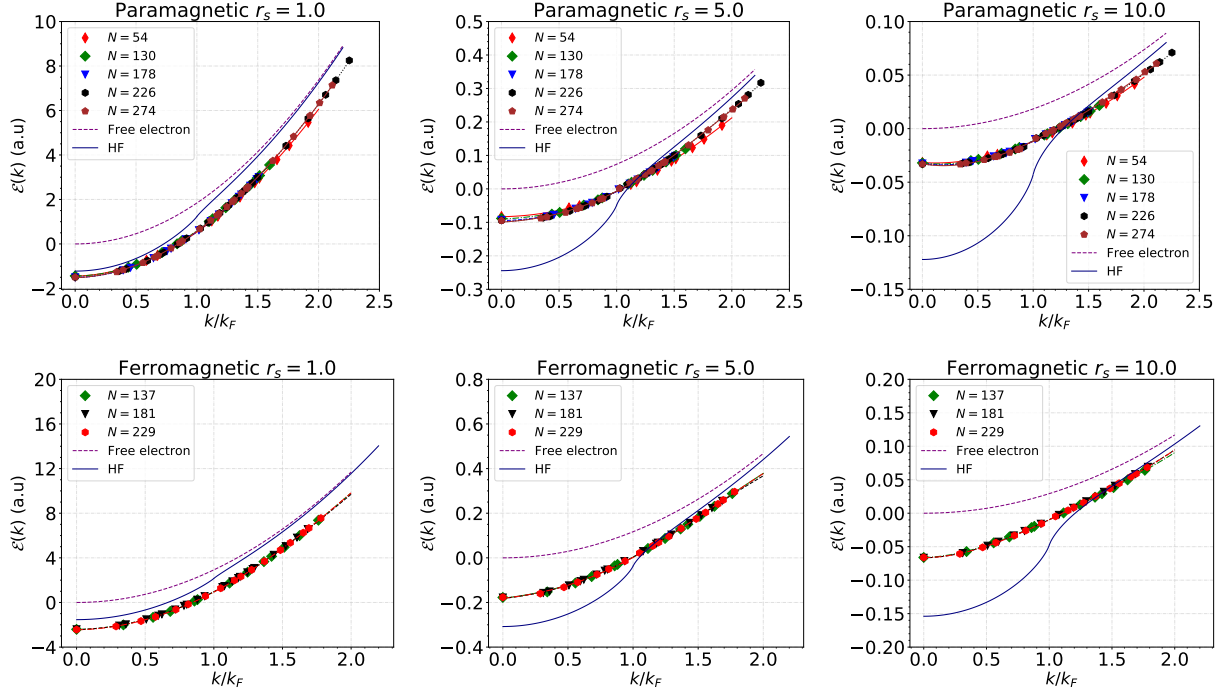 Paramagnetic r_s = 1.0
ℰ(k) (a.u)
10
8
6
4
2
0
−2
N = 54
N = 130
N = 178
N = 226
N = 274
Free electron
HF
0.0 0.5 1.0 1.5 2.0 2.5
k/k_F
Paramagnetic r_s = 5.0
ℰ(k) (a.u)
0.5
0.4
0.3
0.2
0.1
0.0
−0.1
−0.2
−0.3
N = 54
N = 130
N = 178
N = 226
N = 274
Free electron
HF
0.0 0.5 1.0 1.5 2.0 2.5
k/k_F
Paramagnetic r_s = 10.0
ℰ(k) (a.u)
0.10
0.05
0.00
−0.05
−0.10
−0.15
N = 54
N = 130
N = 178
N = 226
N = 274
Free electron
HF
0.0 0.5 1.0 1.5 2.0 2.5
k/k_F
Ferromagnetic r_s = 1.0
ℰ(k) (a.u)
20
16
12
8
4
0
−4
N = 137
N = 181
N = 229
Free electron
HF
0.0 0.5 1.0 1.5 2.0
k/k_F
Ferromagnetic r_s = 5.0
ℰ(k) (a.u)
0.8
0.6
0.4
0.2
0.0
−0.2
−0.4
N = 137
N = 181
N = 229
Free electron
HF
0.0 0.5 1.0 1.5 2.0
k/k_F
Ferromagnetic r_s = 10.0
ℰ(k) (a.u)
0.20
0.15
0.10
0.05
0.00
−0.05
−0.10
−0.15
−0.20
N = 137
N = 181
N = 229
Free electron
HF
0.0 0.5 1.0 1.5 2.0
k/k_F